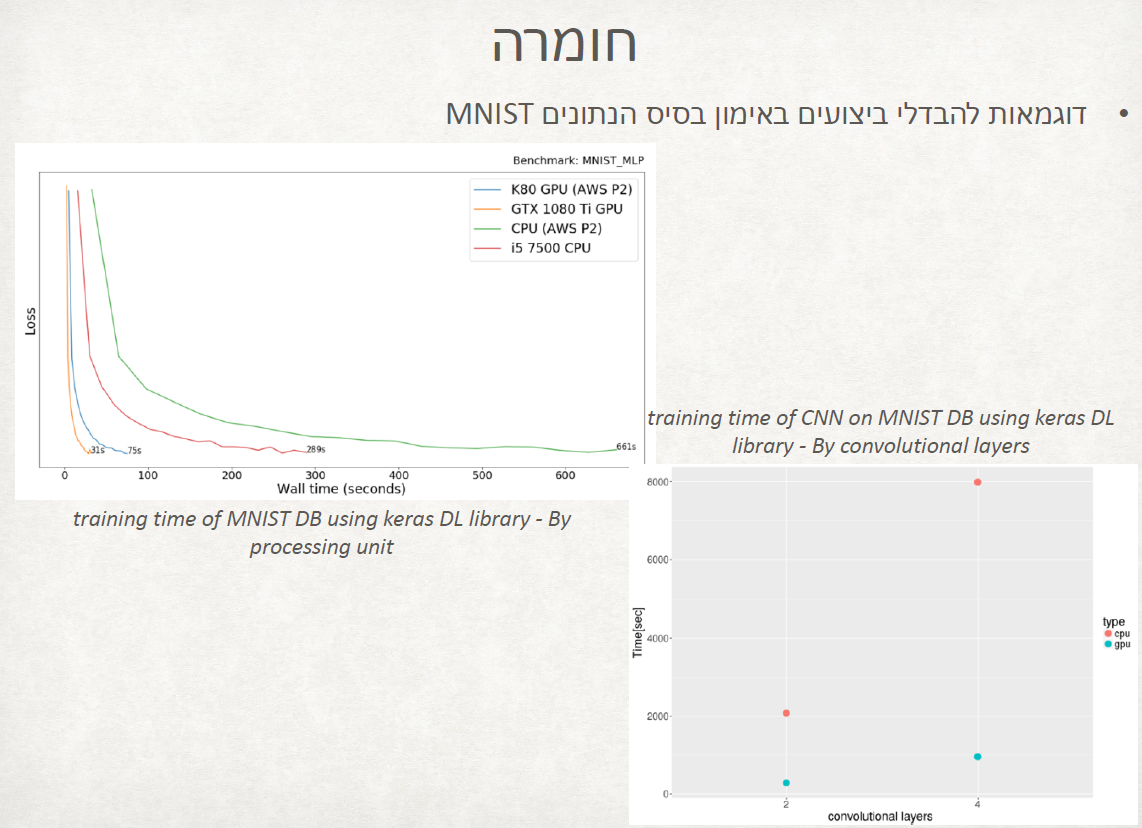 חומרה
• דוגמאות להבדלי ביצועים באימון בסיס הנתונים MNIST
Benchmark: MNIST_MLP
K80 GPU (AWS P2)
GTX 1080 Ti GPU
CPU (AWS P2)
i5 7500 CPU
Loss
31s
75s
289s
661s
0 100 200 300 400 500 600
Wall time (seconds)
training time of MNIST DB using keras DL library - By
processing unit
training time of CNN on MNIST DB using keras DL
library - By convolutional layers
8000
6000
4000
2000
0
Time[sec]
2 4
convolutional layers
type
cpu
gpu